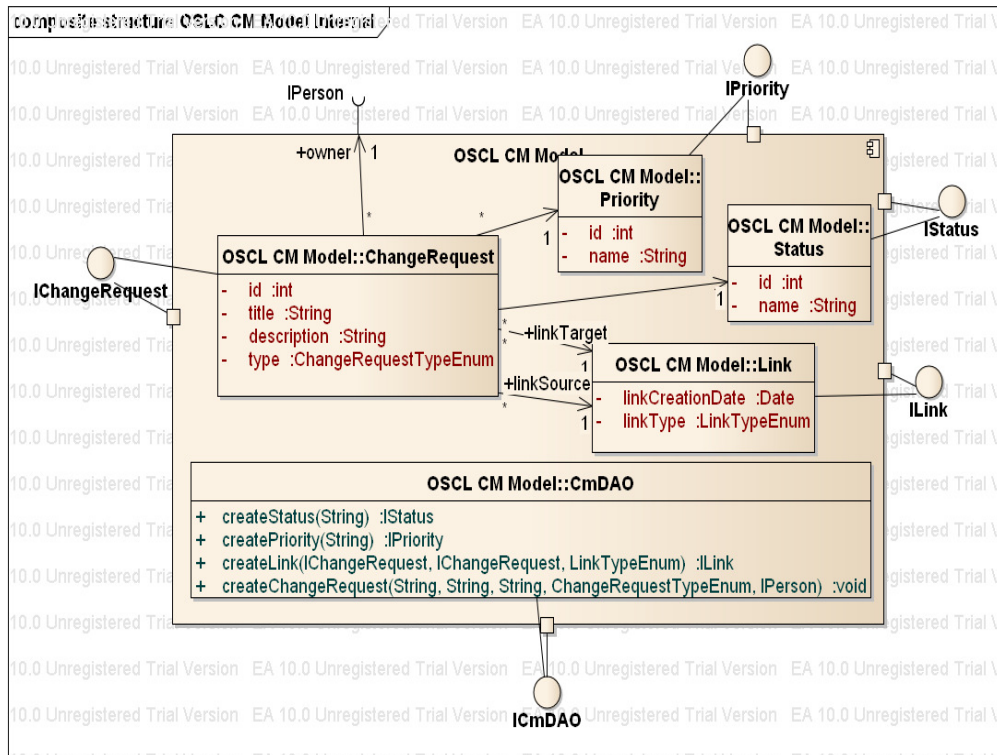 composite structure OSLC CM Model Internal
EA 10.0 Unregistered Trial Version
IPerson
IPriority
+owner
1
OSCL CM Model
*
OSCL CM Model::
Priority
- id :int
- name :String
*
1
IStatus
OSCL CM Model::
Status
- id :int
- name :String
1
IChangeRequest
OSCL CM Model::ChangeRequest
- id :int
- title :String
- description :String
- type :ChangeRequestTypeEnum
*
+linkTarget
*
1
+linkSource
*
1
OSCL CM Model::Link
- linkCreationDate :Date
- linkType :LinkTypeEnum
ILink
OSCL CM Model::CmDAO
+ createStatus(String) :IStatus
+ createPriority(String) :IPriority
+ createLink(IChangeRequest, IChangeRequest, LinkTypeEnum) :ILink
+ createChangeRequest(String, String, String, ChangeRequestTypeEnum, IPerson) :void
ICmDAO